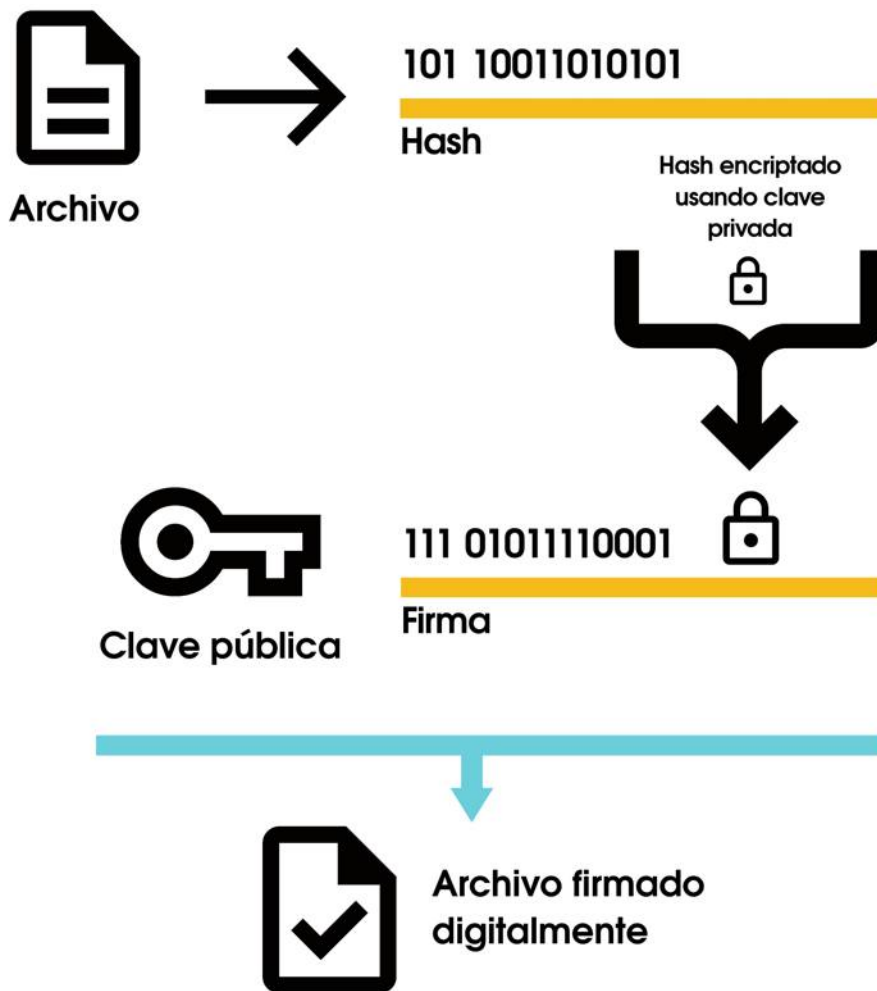 101 10011010101
Hash
Archivo
Hash encriptado
usando clave
privada
111 01011110001
Firma
Clave pública
Archivo firmado
digitalmente